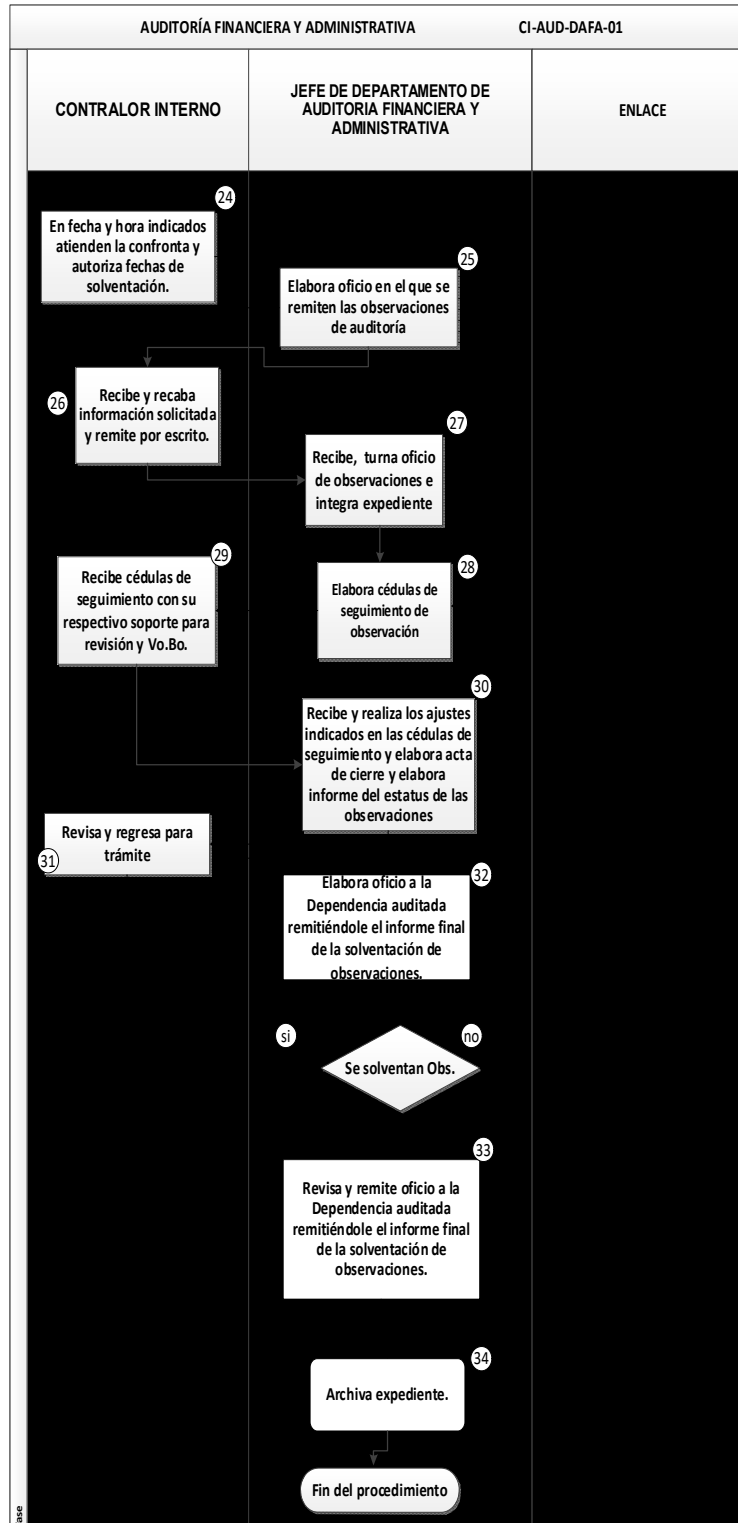 AUDITORÍA FINANCIERA Y ADMINISTRATIVA CI-AUD-DAFA-01
CONTRALOR INTERNO
JEFE DE DEPARTAMENTO DE
AUDITORIA FINANCIERA Y
ADMINISTRATIVA
ENLACE
24
En fecha y hora indicados
atienden la confronta y
autoriza fechas de
solventación.
25
Elabora oficio en el que se
remiten las observaciones
de auditoría
26
Recibe y recaba
información solicitada
y remite por escrito.
27
Recibe, turna oficio
de observaciones e
integra expediente
28
Elabora cédulas de
seguimiento de
observación
29
Recibe cédulas de
seguimiento con su
respectivo soporte para
revisión y Vo.Bo.
30
Recibe y realiza los ajustes
indicados en las cédulas de
seguimiento y elabora acta
de cierre y elabora
informe del estatus de las
observaciones
Revisa y regresa para
trámite
31
32
Elabora oficio a la
Dependencia auditada
remitiéndole el informe final
de la solventación de
observaciones.
si
no
Se solventan Obs.
33
Revisa y remite oficio a la
Dependencia auditada
remitiéndole el informe final
de la solventación de
observaciones.
34
Archiva expediente.
Fin del procedimiento